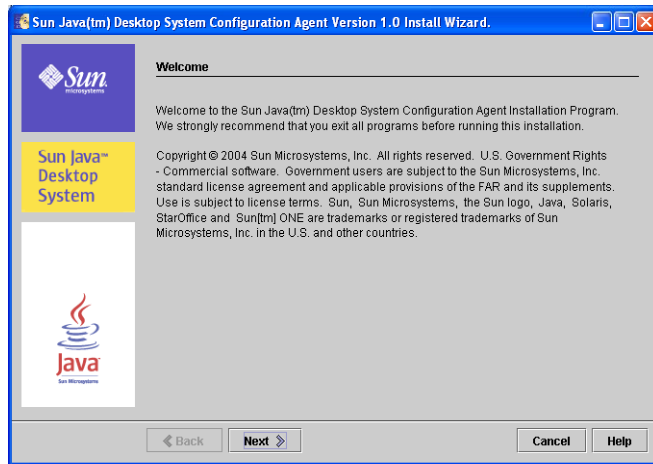 Sun Java(tm) Desktop System Configuration Agent Version 1.0 Install Wizard.
Sun
microsystems
Sun Java™
Desktop
System
Java
Sun Microsystems
Welcome
Welcome to the Sun Java(tm) Desktop System Configuration Agent Installation Program.
We strongly recommend that you exit all programs before running this installation.
Copyright © 2004 Sun Microsystems, Inc. All rights reserved. U.S. Government Rights
- Commercial software. Government users are subject to the Sun Microsystems, Inc.
standard license agreement and applicable provisions of the FAR and its supplements.
Use is subject to license terms. Sun, Sun Microsystems, the Sun logo, Java, Solaris,
StarOffice and Sun[tm] ONE are trademarks or registered trademarks of Sun
Microsystems, Inc. in the U.S. and other countries.
Back
Next
Cancel
Help